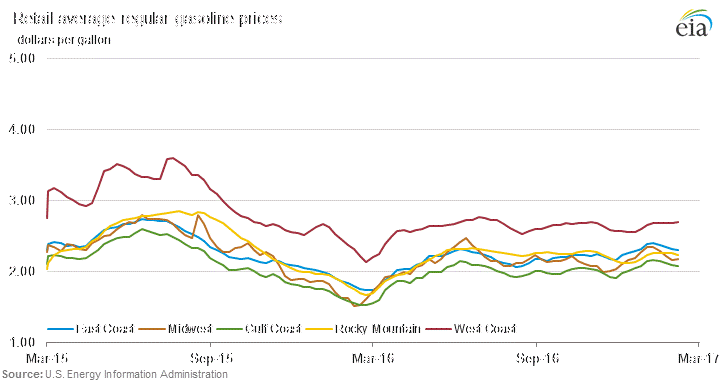 Retail average regular gasoline prices
dollars per gallon
eia
5.00
4.00
3.00
2.00
1.00
East Coast Midwest Gulf Coast Rocky Mountain West Coast
Mar-15 Sep-15 Mar-16 Sep-16 Mar-17
Source: U.S. Energy Information Administration